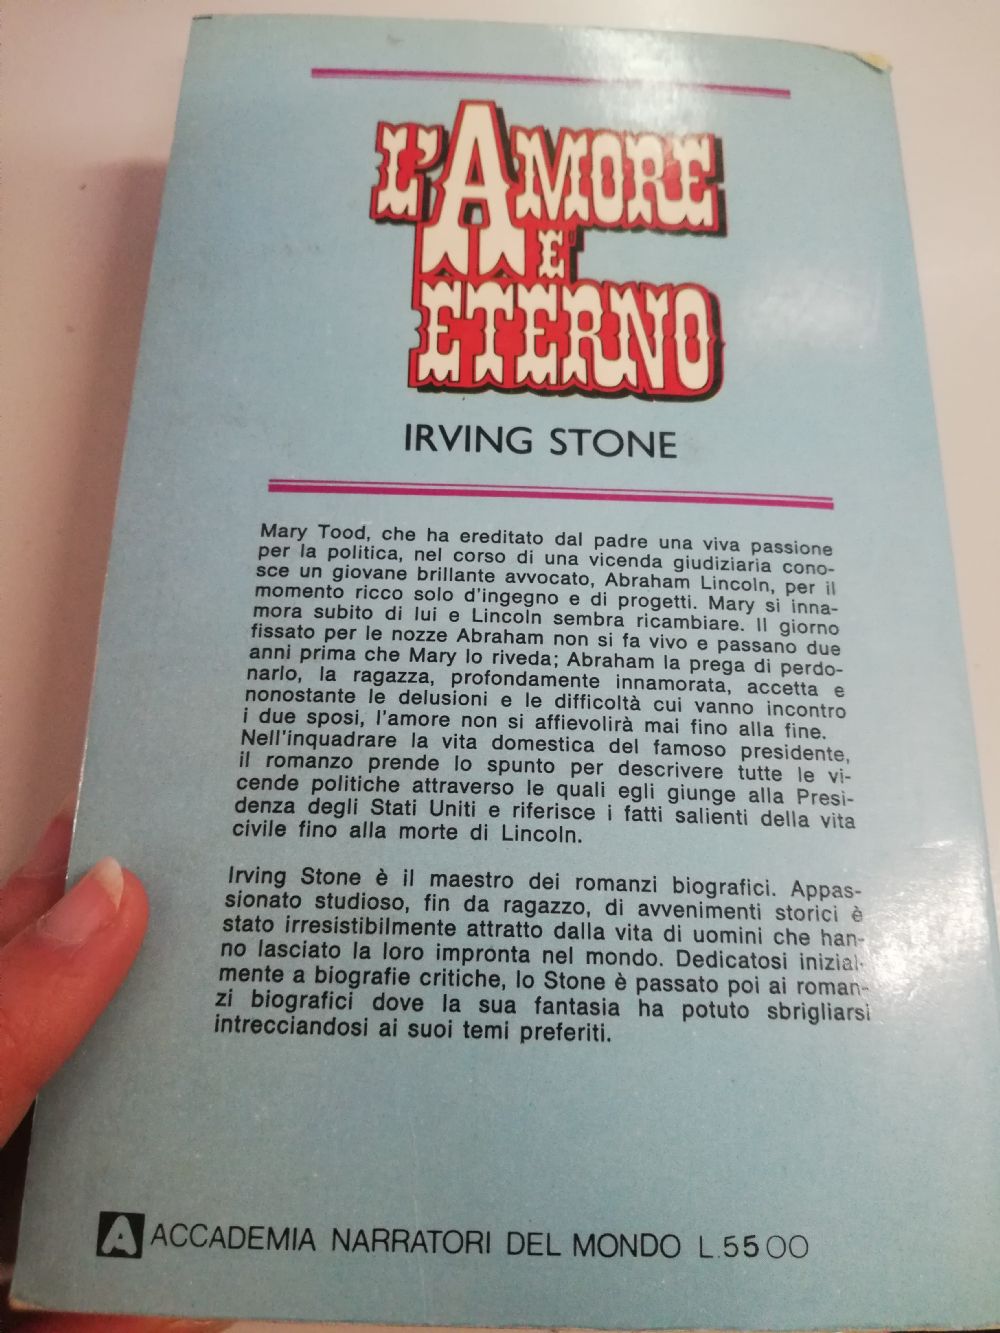 L'AMORE
E'
ETERNO
IRVING STONE
Mary Tood, che ha ereditato dal padre una viva passione
per la politica, nel corso di una vicenda giudiziaria cono-
sce un giovane brillante avvocato, Abraham Lincoln, per il
momento ricco solo d'ingegno e di progetti. Mary si inna-
mora subito di lui e Lincoln sembra ricambiare. Il giorno
fissato per le nozze Abraham non si fa vivo e passano due
anni prima che Mary lo riveda; Abraham la prega di perdo-
narlo, la ragazza, profondamente innamorata, accetta e
nonostante le delusioni e le difficoltà cui vanno incontro
i due sposi, l'amore non si affievolirà mai fino alla fine.
Nell'inquadrare la vita domestica del famoso presidente,
il romanzo prende lo spunto per descrivere tutte le vi-
cende politiche attraverso le quali egli giunge alla Presi-
denza degli Stati Uniti e riferisce i fatti salienti della vita
civile fino alla morte di Lincoln.
Irving Stone è il maestro dei romanzi biografici. Appas-
sionato studioso, fin da ragazzo, di avvenimenti storici è
stato irresistibilmente attratto dalla vita di uomini che han-
no lasciato la loro impronta nel mondo. Dedicatosi inizial-
mente a biografie critiche, lo Stone è passato poi ai roman-
zi biografici dove la sua fantasia ha potuto sbrigliarsi
intrecciandosi ai suoi temi preferiti.
A ACCADEMIA NARRATORI DEL MONDO L.5500